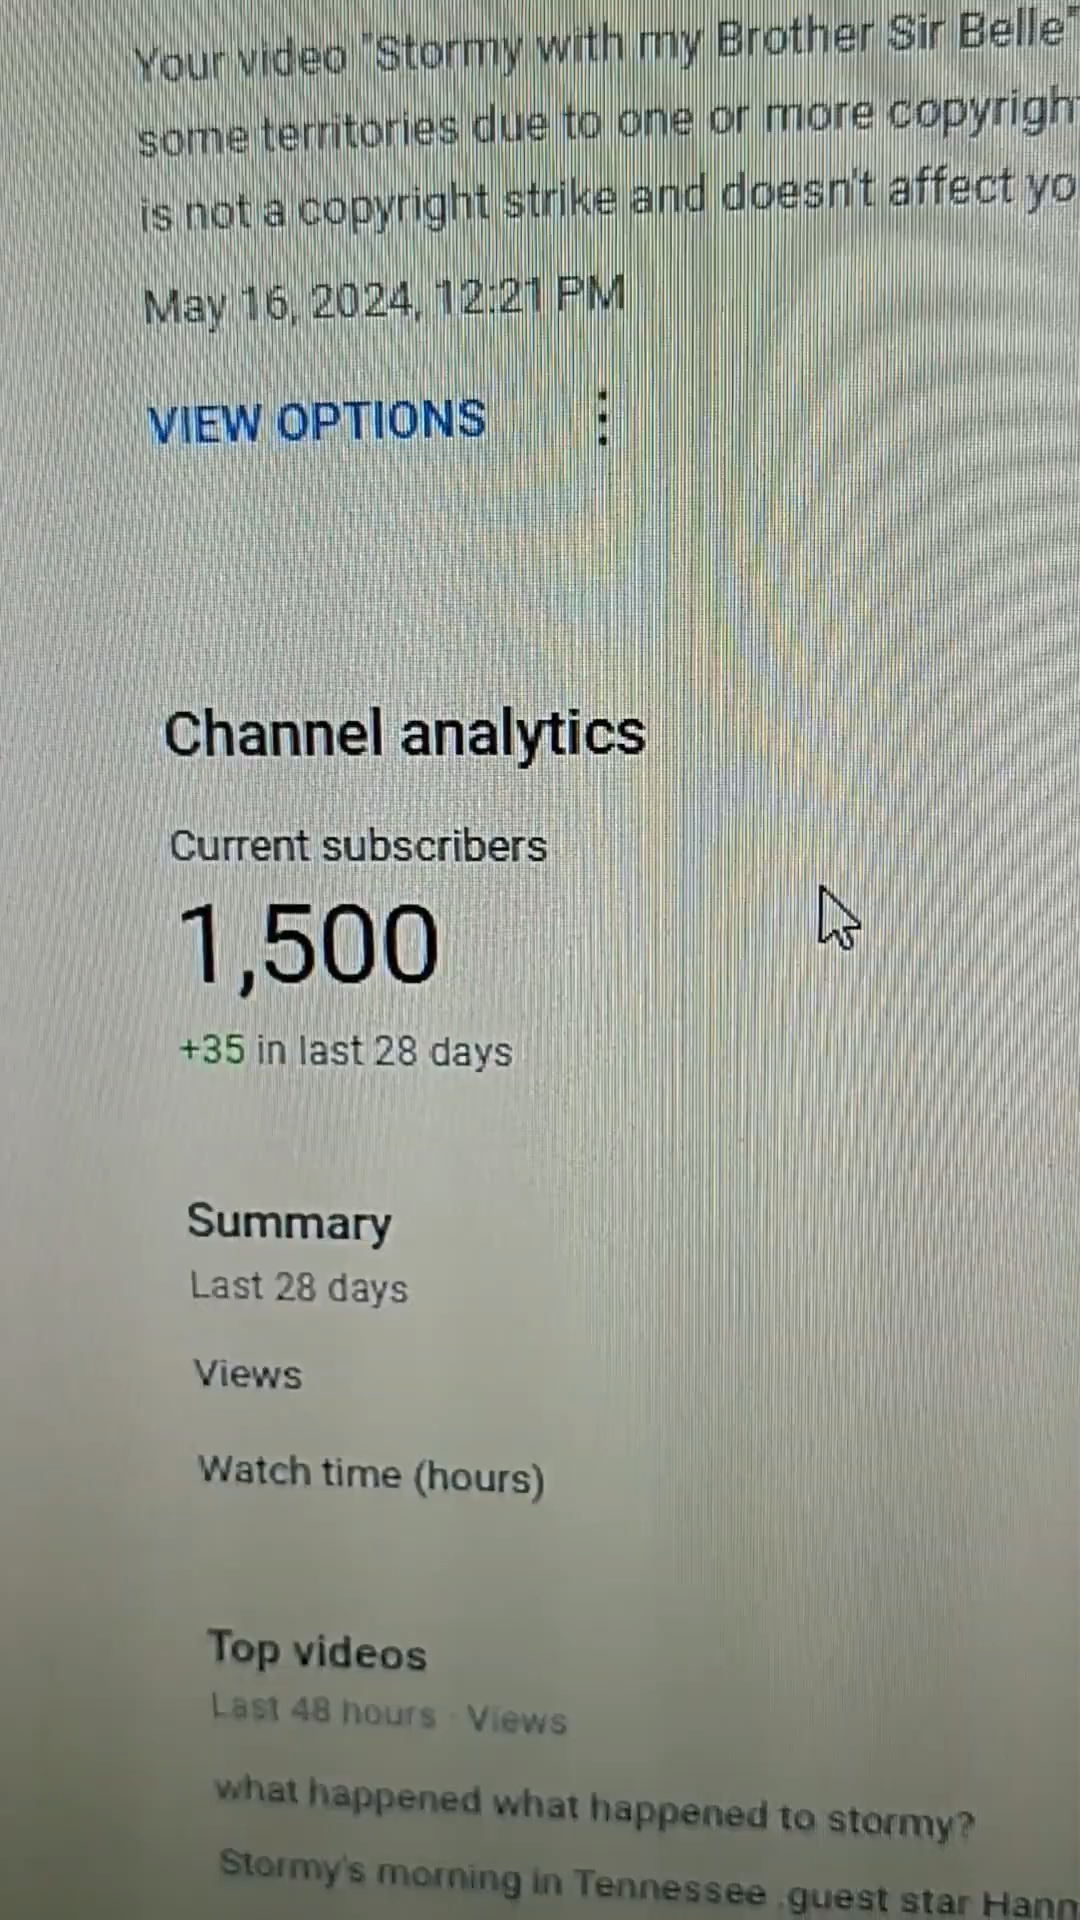 Your video "Stormy with my Brother Sir Belle"
some territories due to one or more copyrigh
is not a copyright strike and doesn't affect yo
May 16, 2024, 12:21 PM
VIEW OPTIONS
Channel analytics
Current subscribers
1,500
+35 in last 28 days
Summary
Last 28 days
Views
Watch time (hours)
Top videos
Last 48 hours · Views
what happened what happened to stormy?
Stormy's morning in Tennessee .guest star Hann